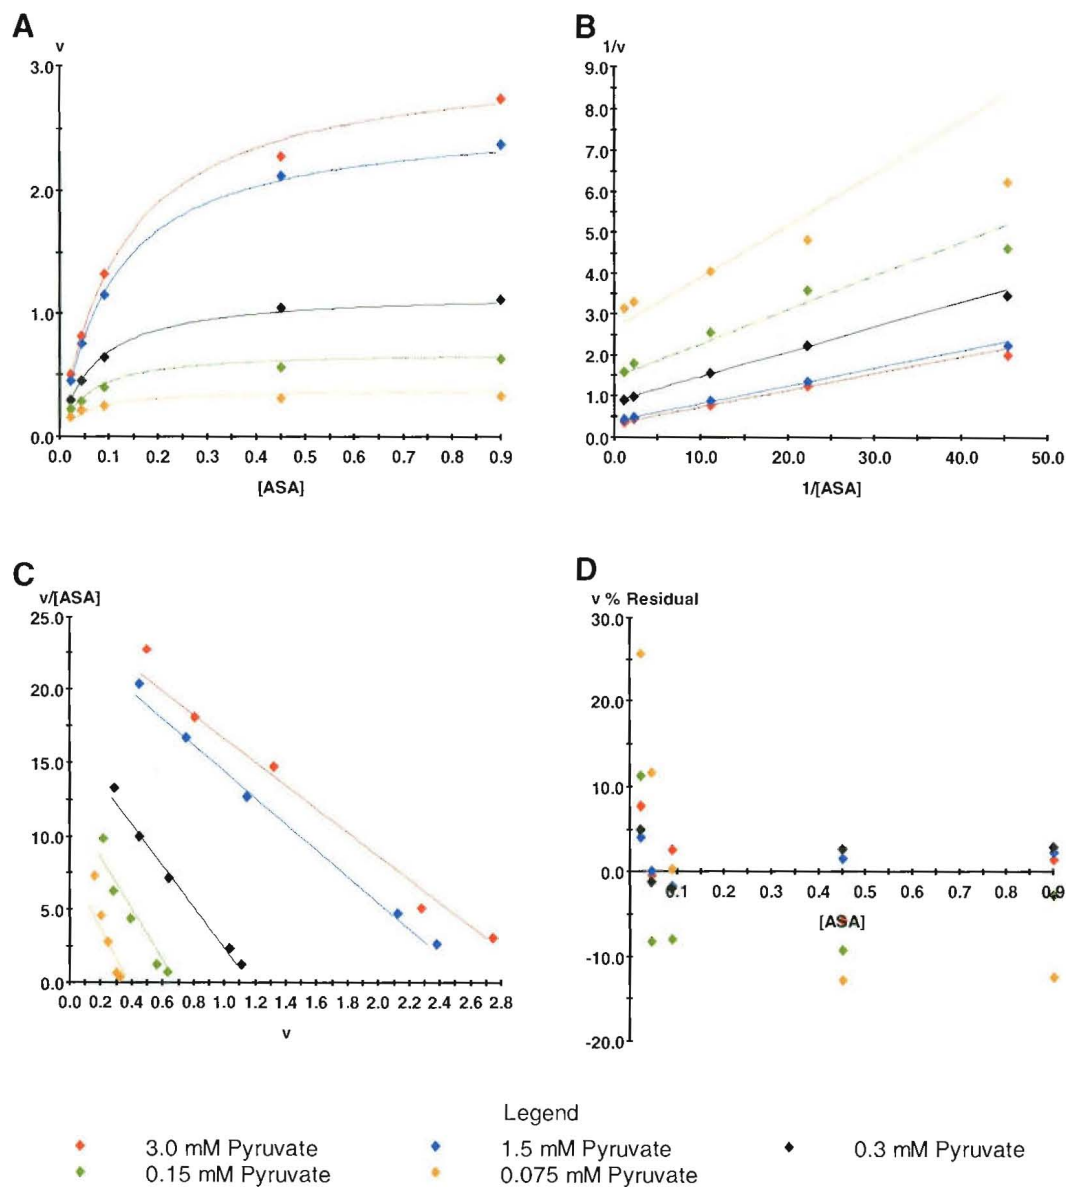 A
v
3.0
2.0
1.0
0.0
0.0 0.1 0.2 0.3 0.4 0.5 0.6 0.7 0.8 0.9
[ASA]
B
1/v
9.0
8.0
7.0
6.0
5.0
4.0
3.0
2.0
1.0
0.0
0.0 10.0 20.0 30.0 40.0 50.0
1/[ASA]
C
v/[ASA]
25.0
20.0
15.0
10.0
5.0
0.0
0.0 0.2 0.4 0.6 0.8 1.0 1.2 1.4 1.6 1.8 2.0 2.2 2.4 2.6 2.8
v
D
v % Residual
30.0
20.0
10.0
0.0
-10.0
-20.0
0.1 0.2 0.3 0.4 0.5 0.6 0.7 0.8 0.9
[ASA]
Legend
3.0 mM Pyruvate
1.5 mM Pyruvate
0.3 mM Pyruvate
0.15 mM Pyruvate
0.075 mM Pyruvate